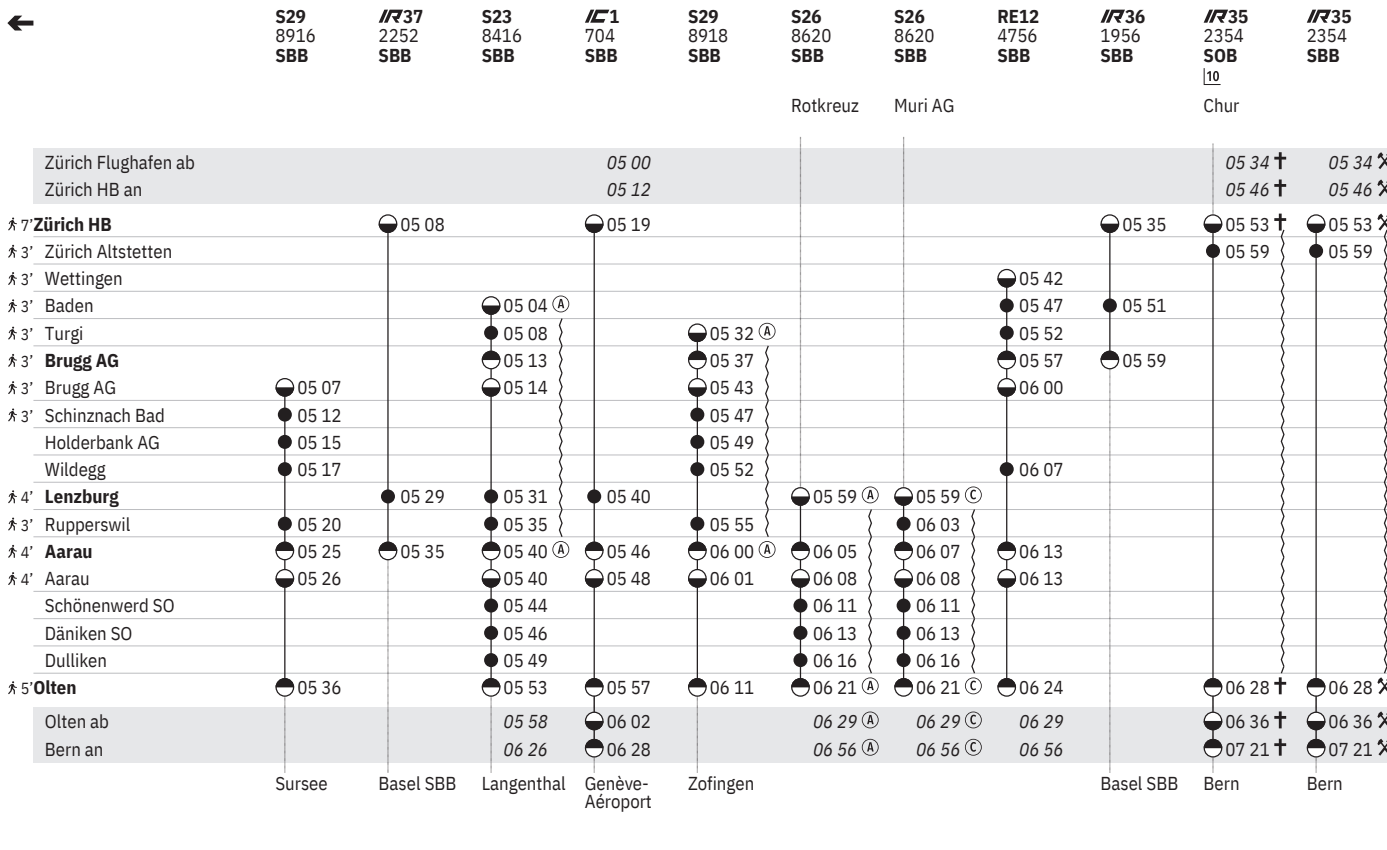 S29 IR37 S23 IC1 S29 S26 S26 RE12 IR36 IR35 IR35
8916 2252 8416 704 8918 8620 8620 4756 1956 2354 2354
SBB SBB SBB SBB SBB SBB SBB SBB SBB SOB SBB
10
Rotkreuz Muri AG Chur
Zürich Flughafen ab 05 00 05 34 05 34
Zürich HB an 05 12 05 46 05 46
7’ Zürich HB 05 08 05 19 05 35 05 53 05 53
3’ Zürich Altstetten 05 59 05 59
3’ Wettingen 05 42
3’ Baden 05 04 A 05 47 05 51
3’ Turgi 05 08 05 32 A 05 52
3’ Brugg AG 05 13 05 37 05 57 05 59
3’ Brugg AG 05 07 05 14 05 43 06 00
3’ Schinznach Bad 05 12 05 47
Holderbank AG 05 15 05 49
Wildegg 05 17 05 52 06 07
4’ Lenzburg 05 29 05 31 05 40 05 59 A 05 59 C
3’ Rupperswil 05 20 05 35 05 55 06 03
4’ Aarau 05 25 05 35 05 40 A 05 46 06 00 A 06 05 06 07 06 13
4’ Aarau 05 26 05 40 05 48 06 01 06 08 06 08 06 13
Schönenwerd SO 05 44 06 11 06 11
Däniken SO 05 46 06 13 06 13
Dulliken 05 49 06 16 06 16
5’ Olten 05 36 05 53 05 57 06 11 06 21 A 06 21 C 06 24 06 28 06 28
Olten ab 05 58 06 02 06 29 A 06 29 C 06 29 06 36 06 36
Bern an 06 26 06 28 06 56 A 06 56 C 06 56 07 21 07 21
Sursee Basel SBB Langenthal Genève- Zofingen Basel SBB Bern Bern
Aéroport